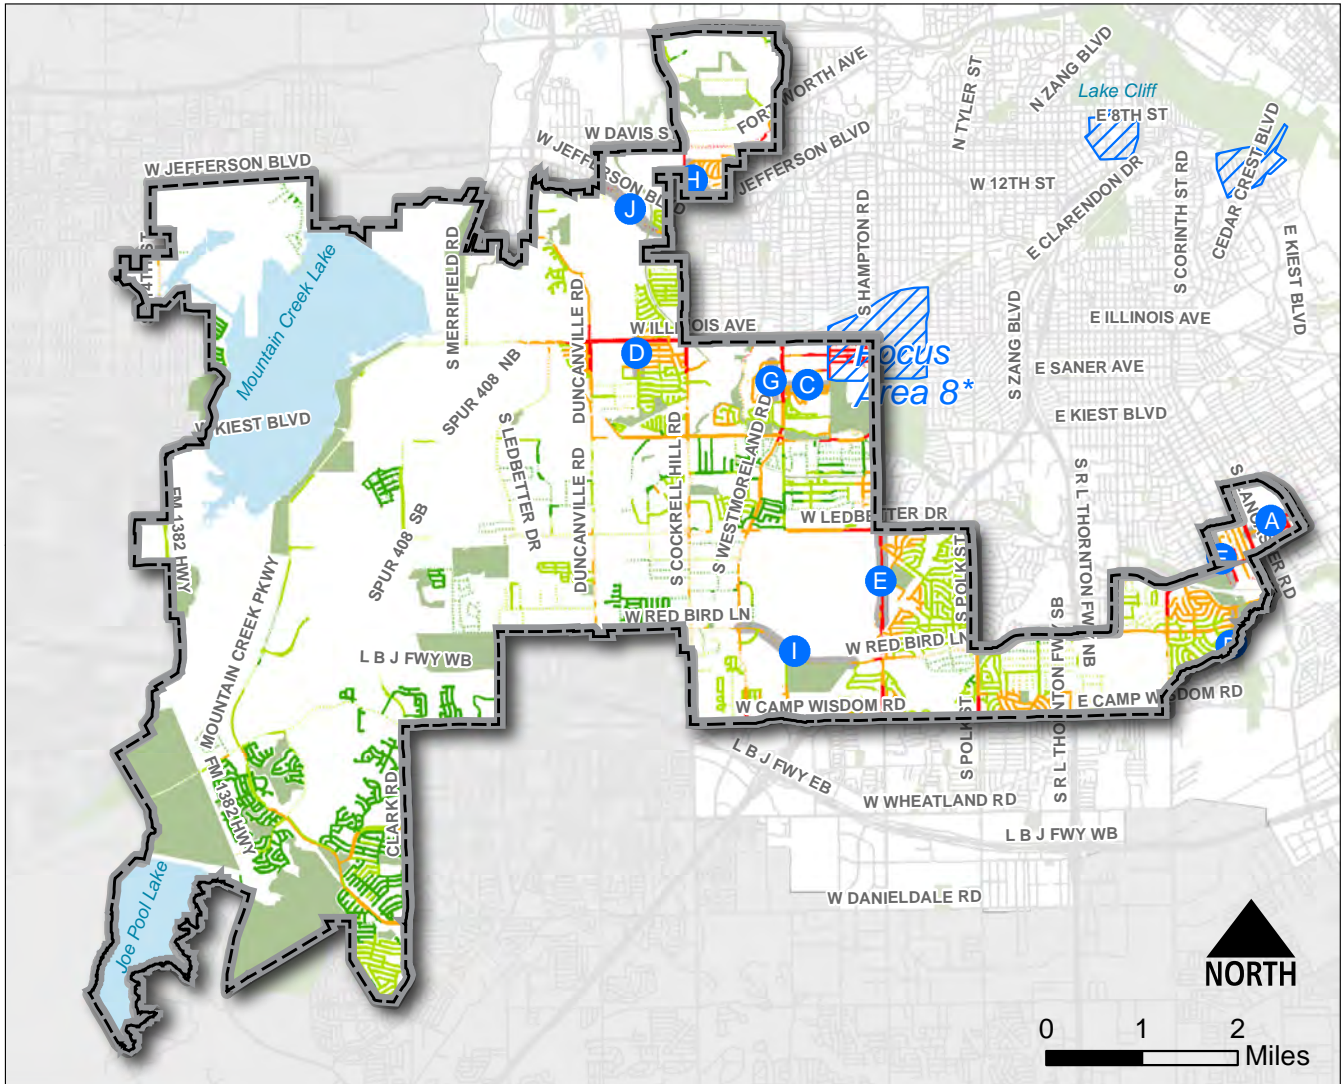 N ZANG BLVD
N TYLER ST
Lake Cliff
E 8TH ST
FORT WORTH AVE
W DAVIS S
CEDAR CREST BLVD
W JEFFERSON BLVD
W JEFFERSON BLVD
JEFFERSON BLVD
H
W 12TH ST
E CLARENDON DR
S CORINTH ST RD
J
S HAMPTON RD
E KIEST BLVD
S MERRIFIELD RD
Mountain Creek Lake
DUNCANVILLE RD
W ILLINOIS AVE
E ILLINOIS AVE
S ZANG BLVD
D
Focus
Area 8*
SPUR 408 NB
G
C
E SANER AVE
KIEST BLVD
E KIEST BLVD
S LEDBETTER DR
S COCKRELL HILL RD
S WESTMORELAND RD
DUNCANVILLE RD
FM 1382 HWY
SPUR 408 SB
W LEDBETTER DR
S R L THORNTON FW
NB
A
E
S POLK ST
MOUNTAIN CREEK PKWY
W RED BIRD LN
W RED BIRD LN
I
L B J FWY WB
W CAMP WISDOM RD
E CAMP WISDOM RD
S POLK ST
S R L THORNTON FWY SB
L B J FWY EB
FM 1382 HWY
CLARK RD
W WHEATLAND RD
L B J FWY WB
Joe Pool Lake
W DANIELDALE RD
NORTH
0 1 2
Miles